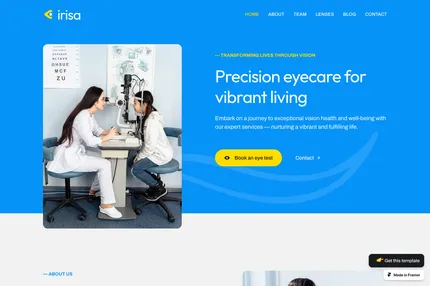 irisa
HOME ABOUT TEAM LENSES BLOG CONTACT
— TRANSFORMING LIVES THROUGH VISION
Precision eyecare for
vibrant living
Embark on a journey to exceptional vision health and well-being with
our expert services — nurturing a vibrant and fulfilling life.
Book an eye test
Contact
MCF
ZU
Get this template
Made in Framer
— ABOUT US